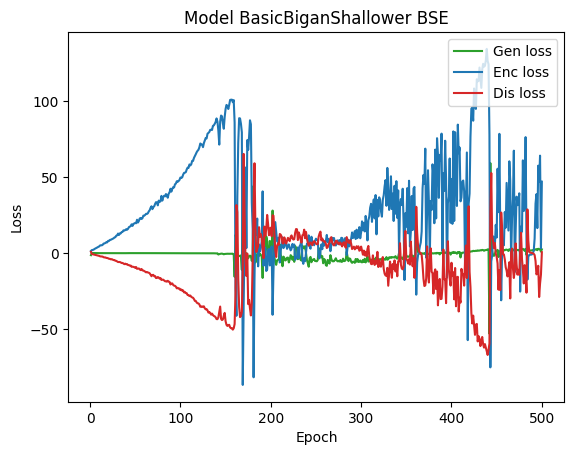 Model BasicBiganShallower BSE
Gen loss
Enc loss
Dis loss
100
50
0
−50
Loss
0
100
200
300
400
500
Epoch